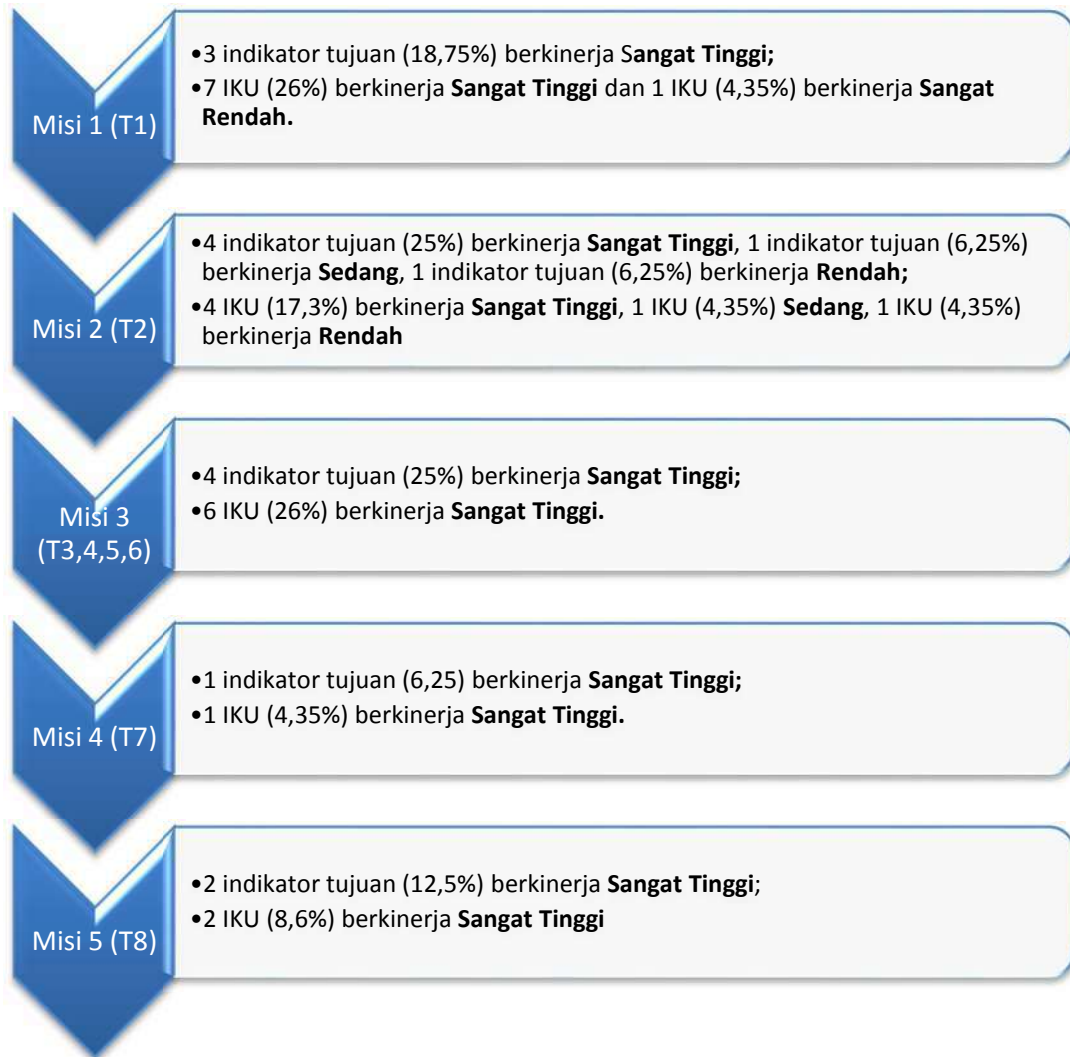 Misi 1 (T1)
•3 indikator tujuan (18,75%) berkinerja Sangat Tinggi;
•7 IKU (26%) berkinerja Sangat Tinggi dan 1 IKU (4,35%) berkinerja Sangat
Rendah.
Misi 2 (T2)
•4 indikator tujuan (25%) berkinerja Sangat Tinggi, 1 indikator tujuan (6,25%)
berkinerja Sedang, 1 indikator tujuan (6,25%) berkinerja Rendah;
•4 IKU (17,3%) berkinerja Sangat Tinggi, 1 IKU (4,35%) Sedang, 1 IKU (4,35%)
berkinerja Rendah
Misi 3
(T3,4,5,6)
•4 indikator tujuan (25%) berkinerja Sangat Tinggi;
•6 IKU (26%) berkinerja Sangat Tinggi.
Misi 4 (T7)
•1 indikator tujuan (6,25) berkinerja Sangat Tinggi;
•1 IKU (4,35%) berkinerja Sangat Tinggi.
Misi 5 (T8)
•2 indikator tujuan (12,5%) berkinerja Sangat Tinggi;
•2 IKU (8,6%) berkinerja Sangat Tinggi